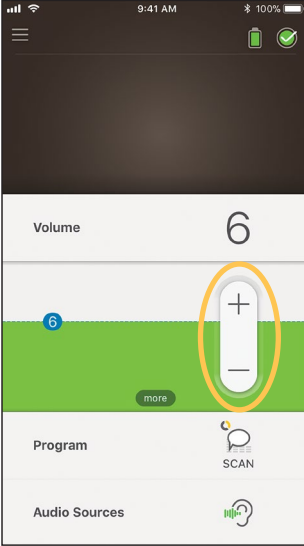 9:41 AM 100%
Volume 6
6
more
Program
SCAN
Audio Sources